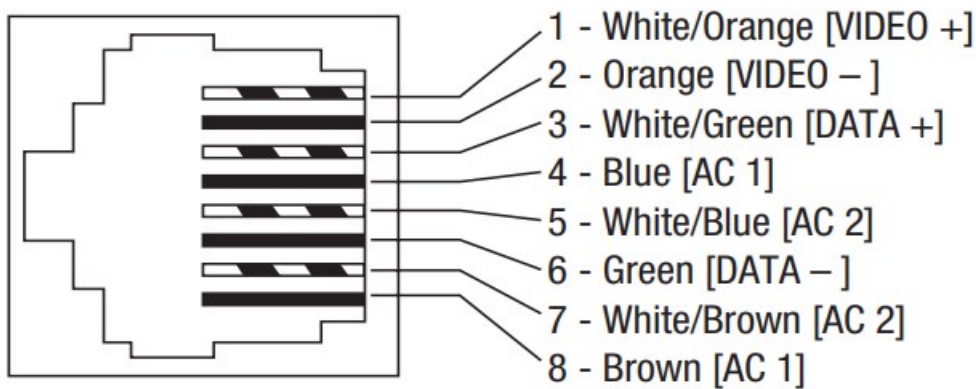 1 - White/Orange [VIDEO +]
2 - Orange [VIDEO – ]
3 - White/Green [DATA +]
4 - Blue [AC 1]
5 - White/Blue [AC 2]
6 - Green [DATA – ]
7 - White/Brown [AC 2]
8 - Brown [AC 1]